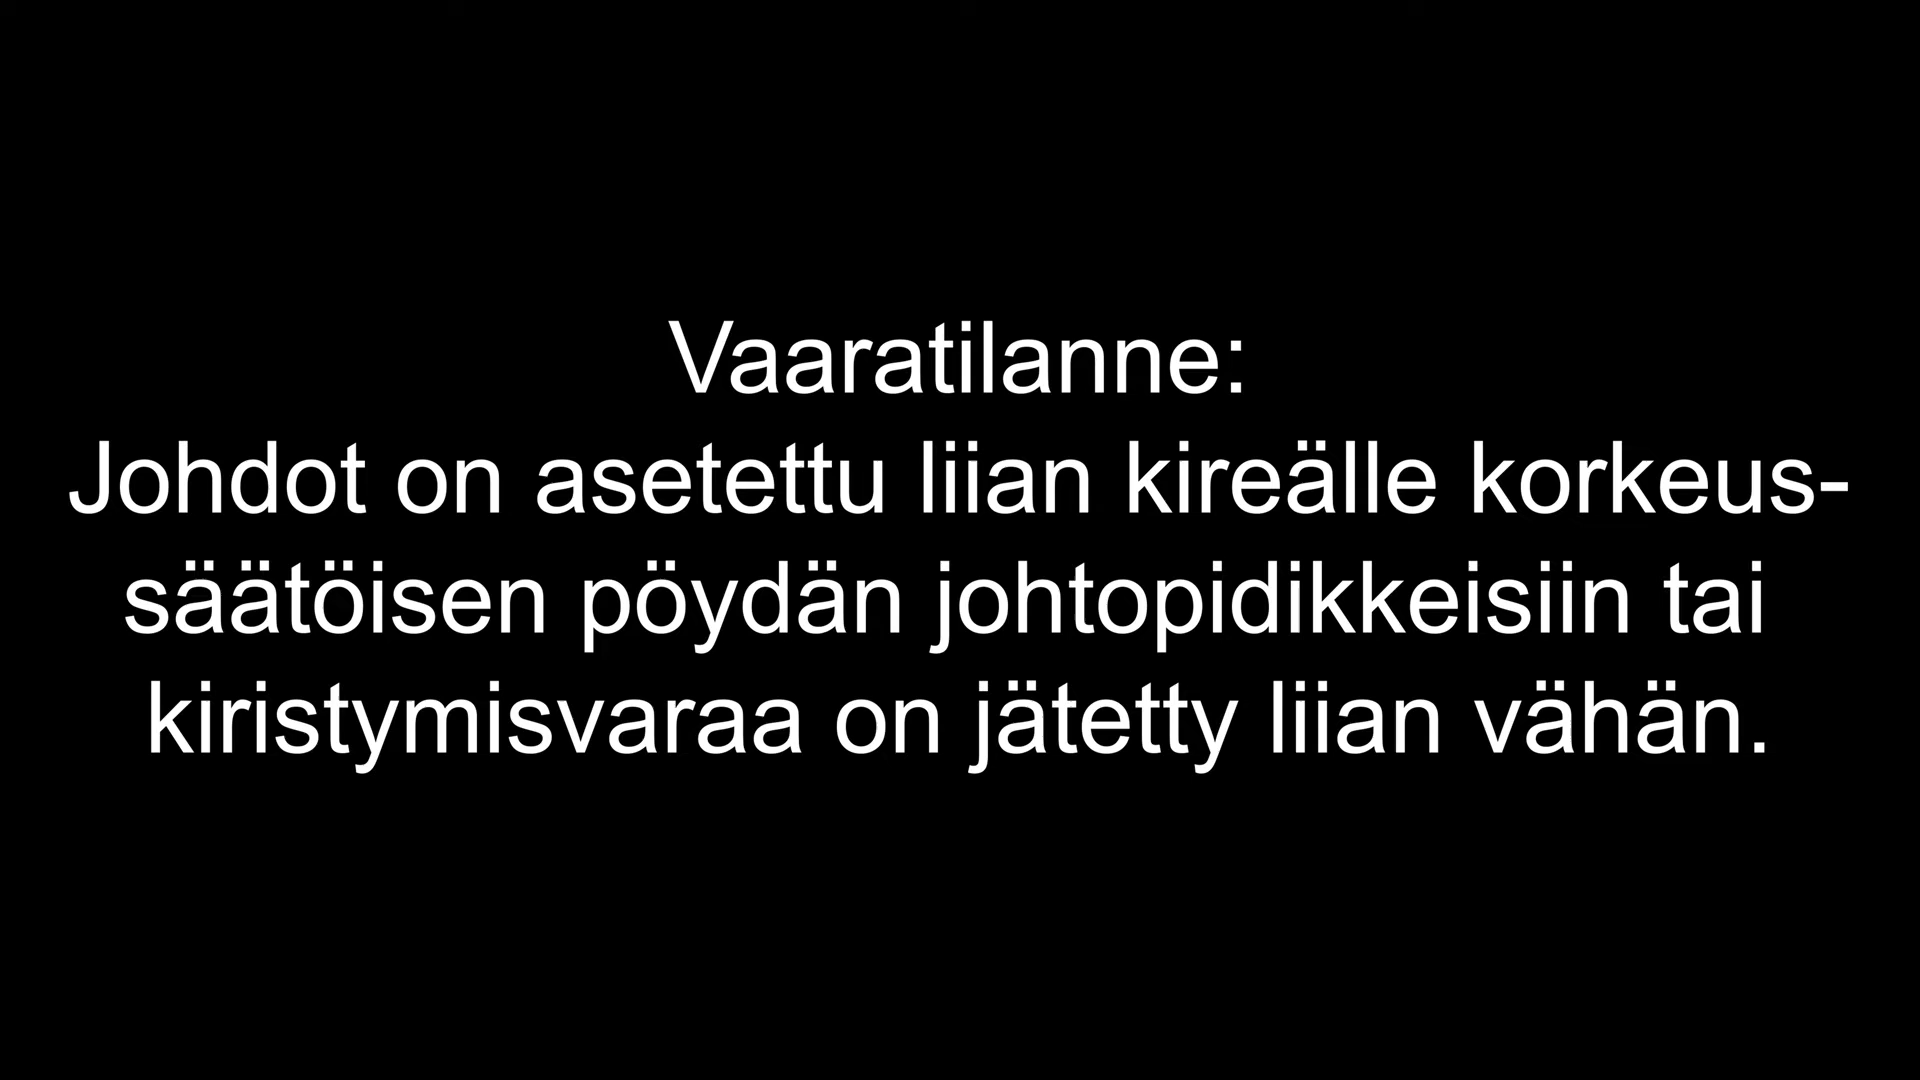 Vaaratilanne:
Johdot on asetettu liian kireälle korkeus-
säätöisen pöydän johtopidikkeisiin tai
kiristymisvaraa on jätetty liian vähän.